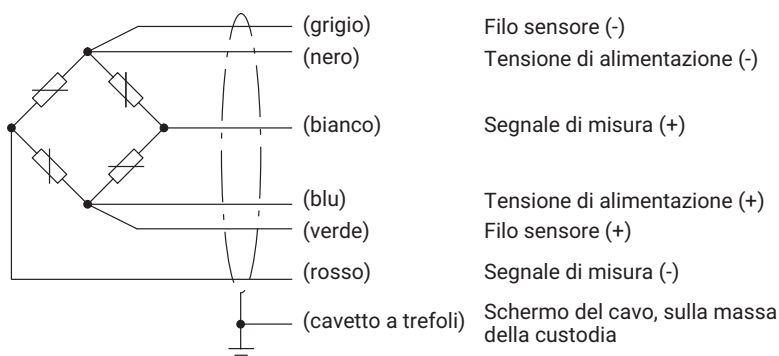 (grigio) Filo sensore (-)
(nero) Tensione di alimentazione (-)
(bianco) Segnale di misura (+)
(blu) Tensione di alimentazione (+)
(verde) Filo sensore (+)
(rosso) Segnale di misura (-)
(cavetto a trefoli) Schermo del cavo, sulla massa
della custodia